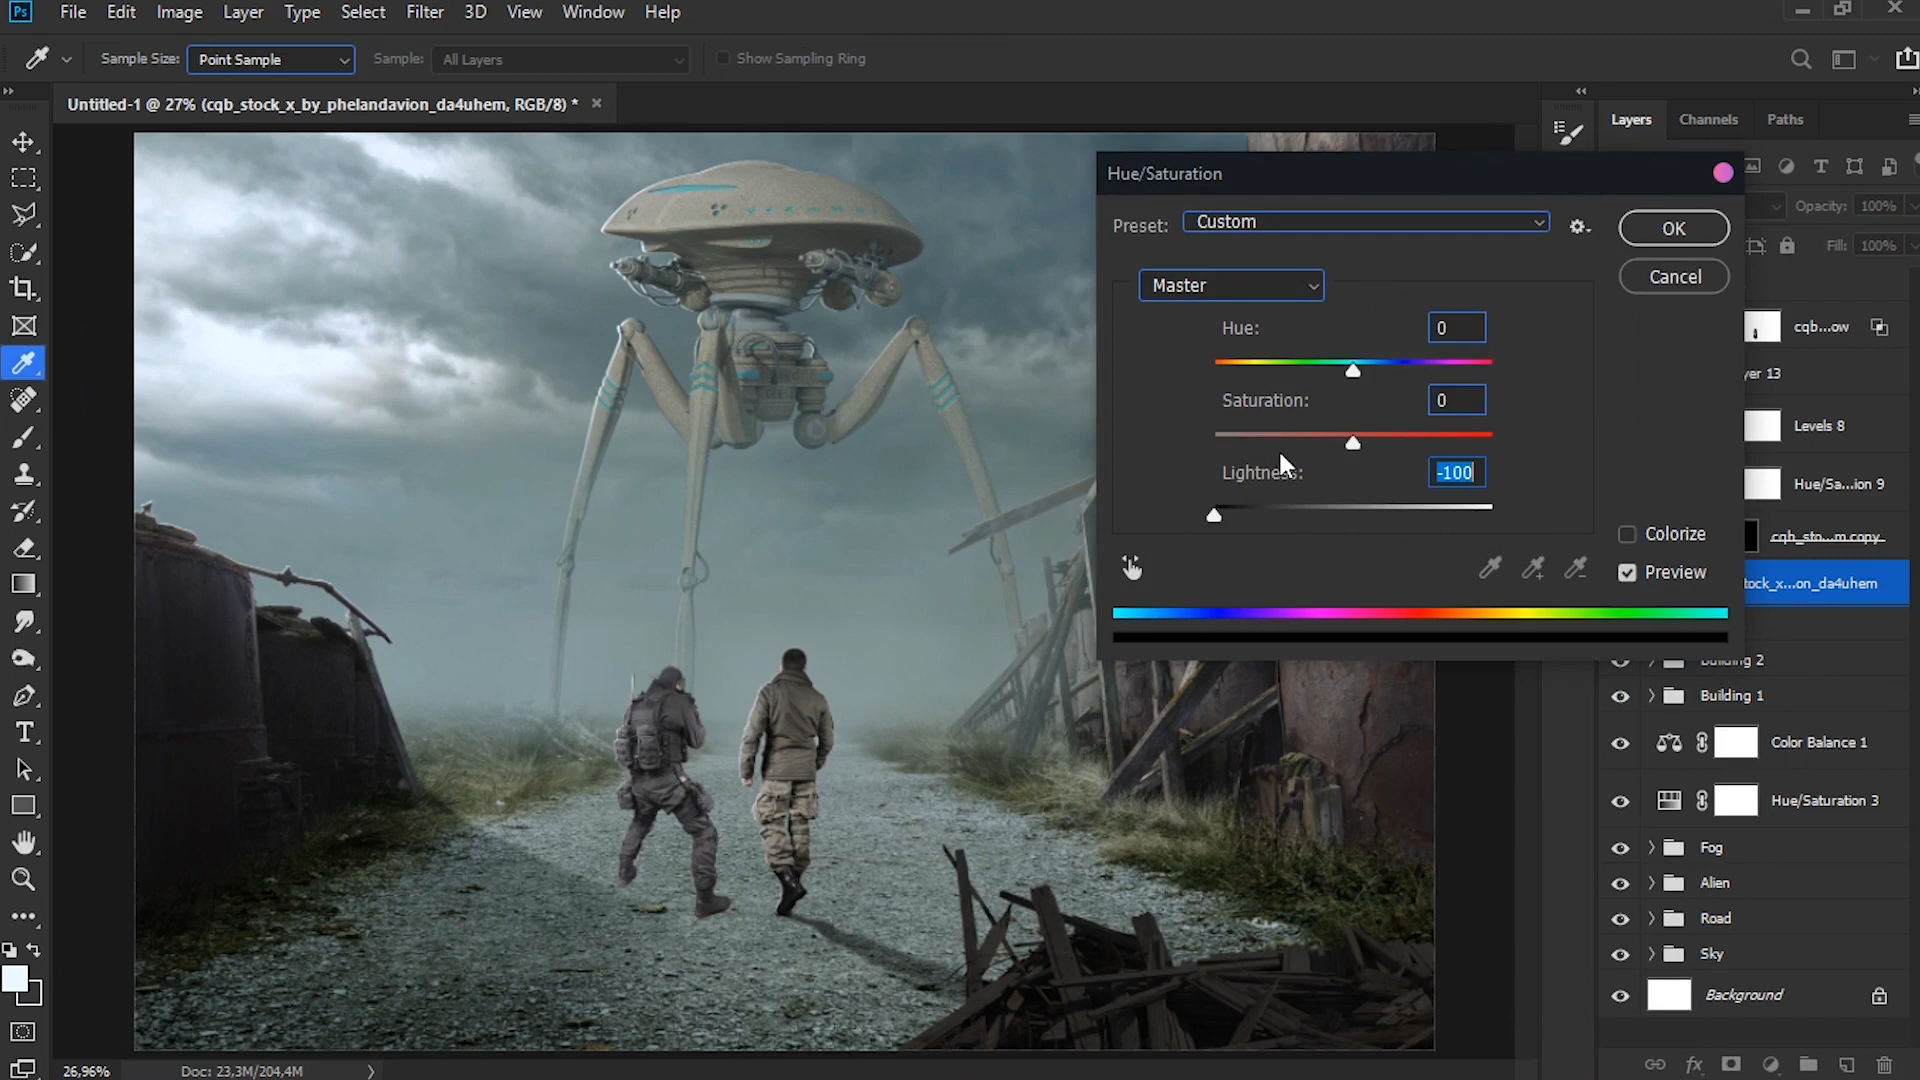 Ps File Edit Image Layer Type Select Filter 3D View Window Help
Sample Size: Point Sample Sample: All Layers Show Sampling Ring
Untitled-1 @ 27% (cqb_stock_x_by_phelandavion_da4uhem, RGB/8) *
Layers Channels Paths
Hue/Saturation
Preset: Custom
OK
Cancel
Master
Hue: 0
Saturation: 0
Lightness: -100
Colorize
Preview
Opacity: 100%
Fill: 100%
cqb...ow
yer 13
Levels 8
Hue/Sa...ion 9
cqb_sto...m copy
tock_x...on_da4uhem
Building 2
Building 1
Color Balance 1
Hue/Saturation 3
Fog
Alien
Road
Sky
Background
fx
26,96% Doc: 23,3M/204,4M